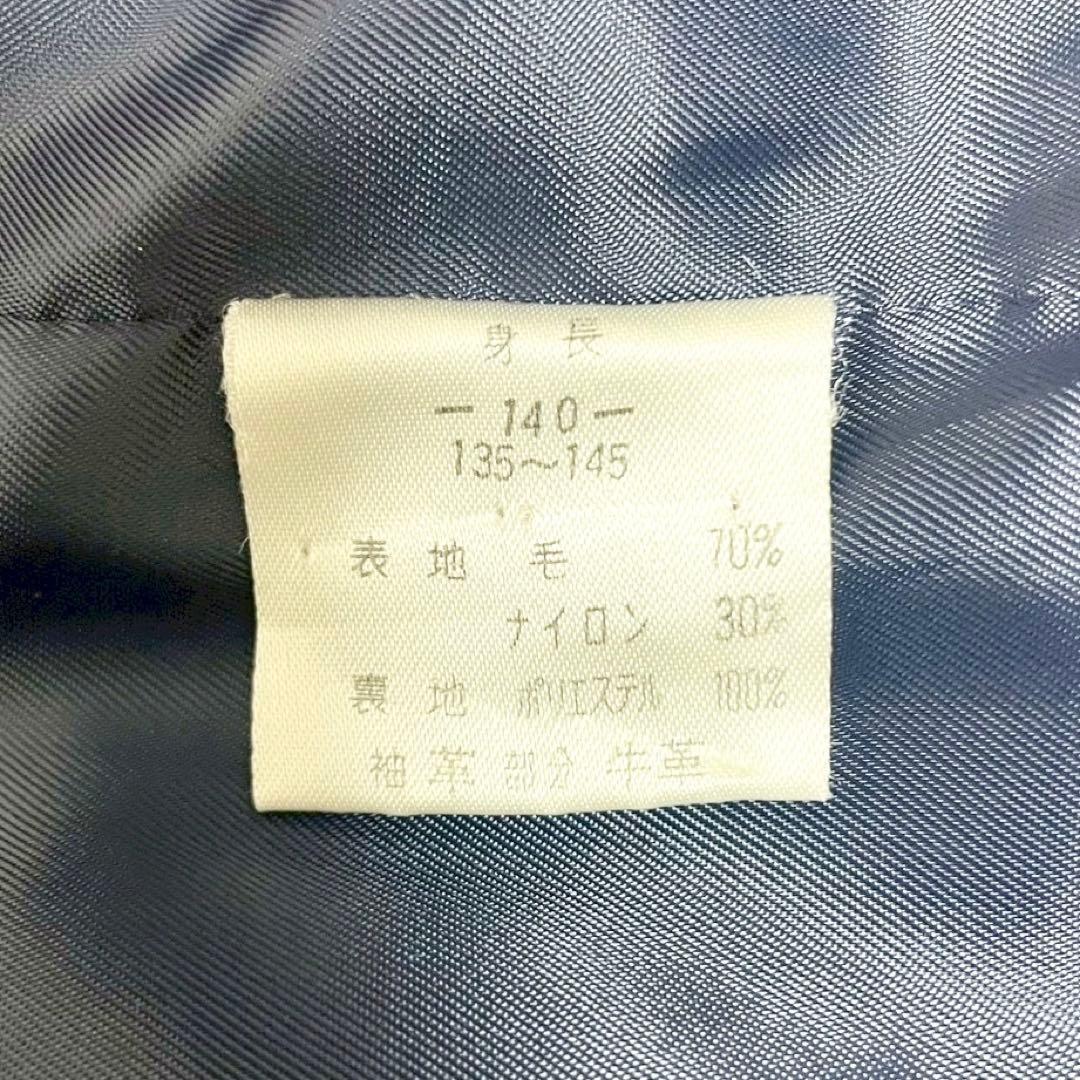 身長
ー140ー
135～145
表地 毛 70%
ナイロン 30%
裏地 ポリエステル 100%
袖革部分 牛革